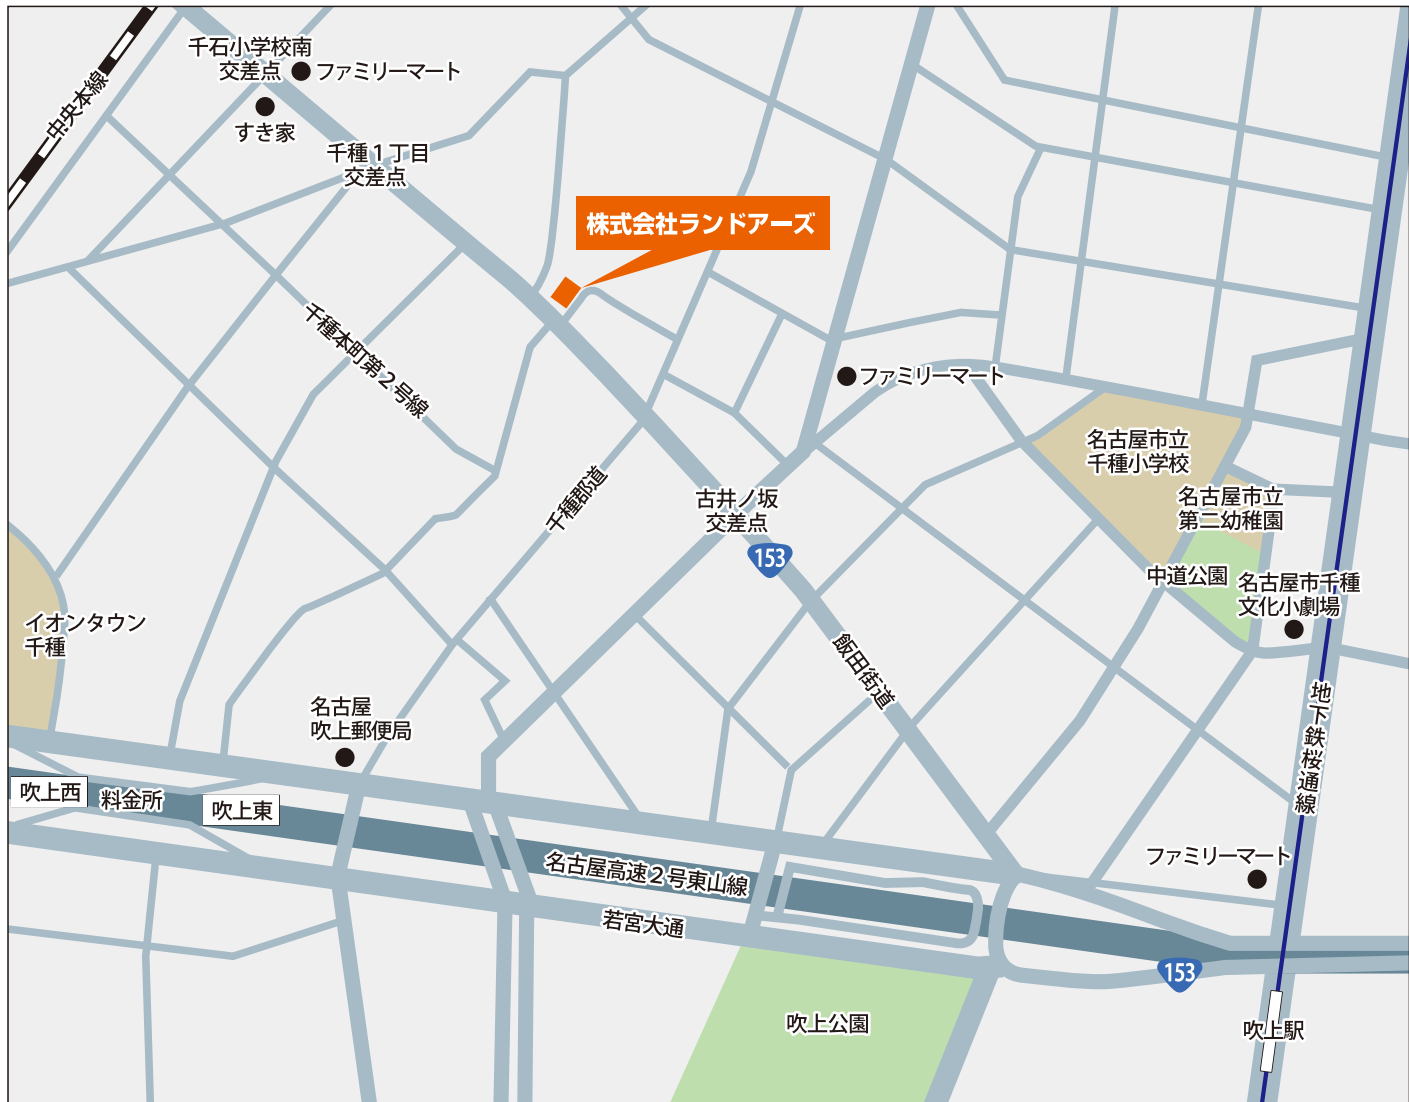 千石小学校南
交差点
ファミリーマート
中央本線
すき家
千種１丁目
交差点
株式会社ランドアーズ
千種本町第２号線
ファミリーマート
名古屋市立
千種小学校
千種郡道
古井ノ坂
交差点
名古屋市立
第二幼稚園
153
中道公園
名古屋市千種
文化小劇場
イオンタウン
千種
飯田街道
名古屋
吹上郵便局
地下鉄桜通線
吹上西
料金所
吹上東
名古屋高速２号東山線
ファミリーマート
若宮大通
153
吹上公園
吹上駅